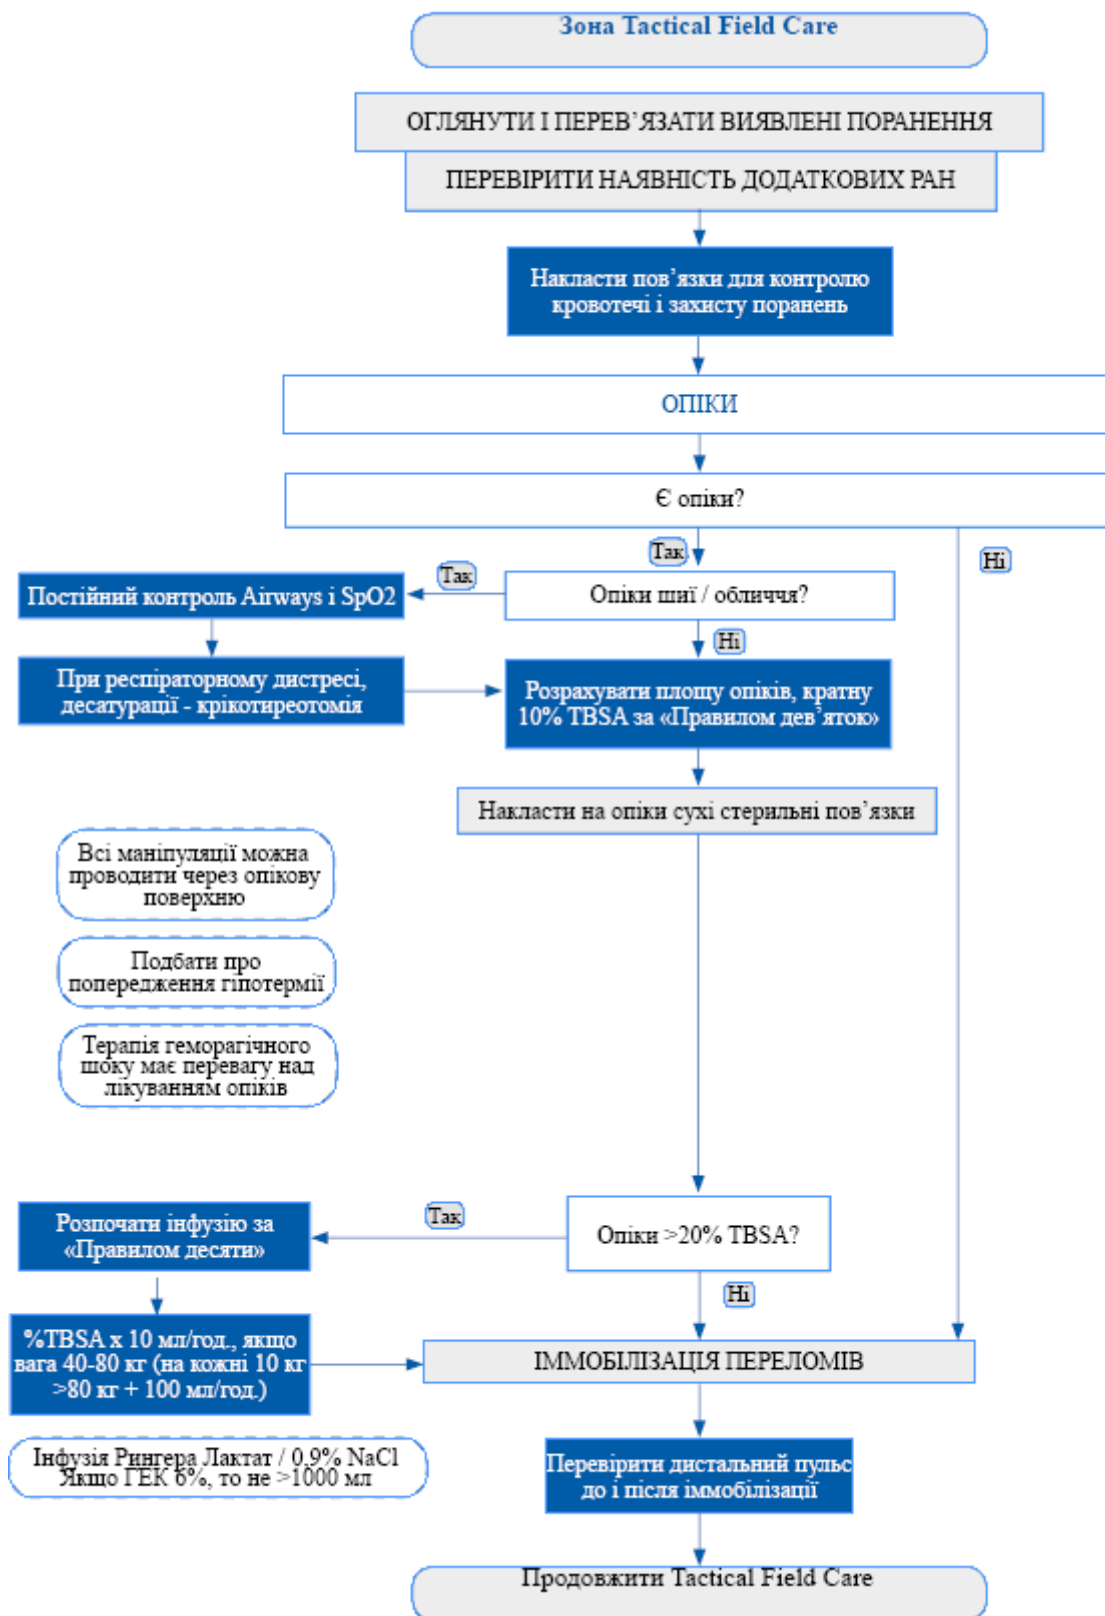 Зона Tactical Field Care
ОГЛЯНУТИ І ПЕРЕВ’ЯЗАТИ ВИЯВЛЕНІ ПОРАНЕННЯ
ПЕРЕВІРИТИ НАЯВНІСТЬ ДОДАТКОВИХ РАН
Накласти пов’язки для контролю
кровотечі і захисту поранень
ОПІКИ
Є опіки?
Так
Ні
Опіки шиї / обличчя?
Так
Постійний контроль Airways і SpO2
Ні
При респіраторному дистресі,
десатурації - крікотиреотомія
Розрахувати площу опіків, кратну
10% TBSA за «Правилом дев’яток»
Накласти на опіки сухі стерильні пов’язки
Всі маніпуляції можна
проводити через опікову
поверхню
Подбати про
попередження гіпотермії
Терапія геморагічного
шоку має перевагу над
лікуванням опіків
Опіки >20% TBSA?
Так
Розпочати інфузію за
«Правилом десяти»
Ні
%TBSA x 10 мл/год., якщо
вага 40-80 кг (на кожні 10 кг
>80 кг + 100 мл/год.)
ІММОБІЛІЗАЦІЯ ПЕРЕЛОМІВ
Інфузія Рингера Лактат / 0.9% NaCl
Якщо ГЕК 6%, то не >1000 мл
Перевірити дистальний пульс
до і після іммобілізації
Продовжити Tactical Field Care